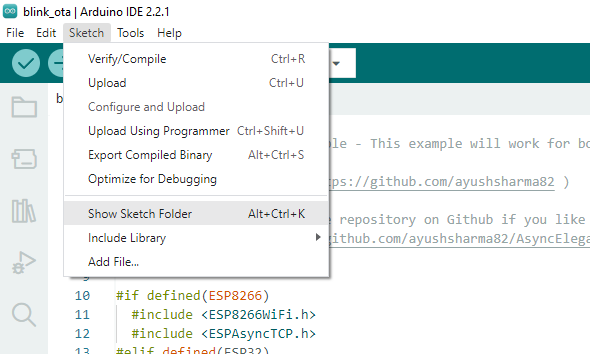 blink_ota | Arduino IDE 2.2.1
File Edit Sketch Tools Help
Verify/Compile Ctrl+R
Upload Ctrl+U
Configure and Upload
Upload Using Programmer Ctrl+Shift+U
Export Compiled Binary Alt+Ctrl+S
Optimize for Debugging
Show Sketch Folder Alt+Ctrl+K
Include Library
Add File...
b
le - This example will work for bo
ps://github.com/ayushsharma82 )
e repository on Github if you like
github.com/ayushsharma82/AsyncElega
9
10 #if defined(ESP8266)
11 #include <ESP8266WiFi.h>
12 #include <ESPAsyncTCP.h>
13 #elif defined(ESP32)